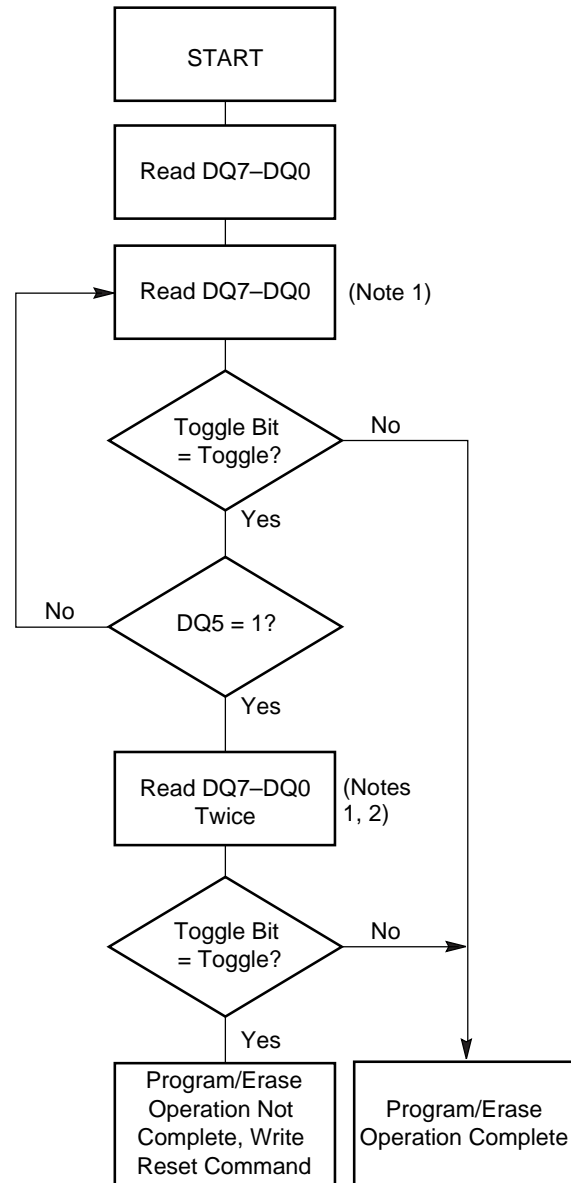 START
Read DQ7–DQ0
Read DQ7–DQ0
(Note 1)
Toggle Bit
= Toggle?
No
Yes
No
DQ5 = 1?
Yes
Read DQ7–DQ0
Twice
(Notes
1, 2)
Toggle Bit
= Toggle?
No
Yes
Program/Erase
Operation Not
Complete, Write
Reset Command
Program/Erase
Operation Complete